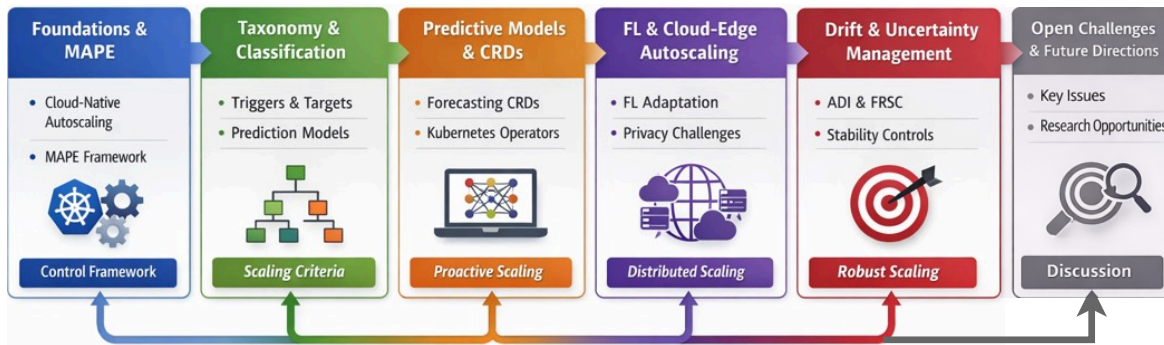 Foundations &
MAPE
• Cloud-Native
Autoscaling
• MAPE Framework
Control Framework
Taxonomy &
Classification
• Triggers & Targets
• Prediction Models
Scaling Criteria
Predictive Models
& CRDs
• Forecasting CRDs
• Kubernetes Operators
Proactive Scaling
FL & Cloud-Edge
Autoscaling
• FL Adaptation
• Privacy Challenges
Distributed Scaling
Drift & Uncertainty
Management
• ADI & FRSC
• Stability Controls
Robust Scaling
Open Challenges
& Future Directions
• Key Issues
• Research Opportunities
Discussion